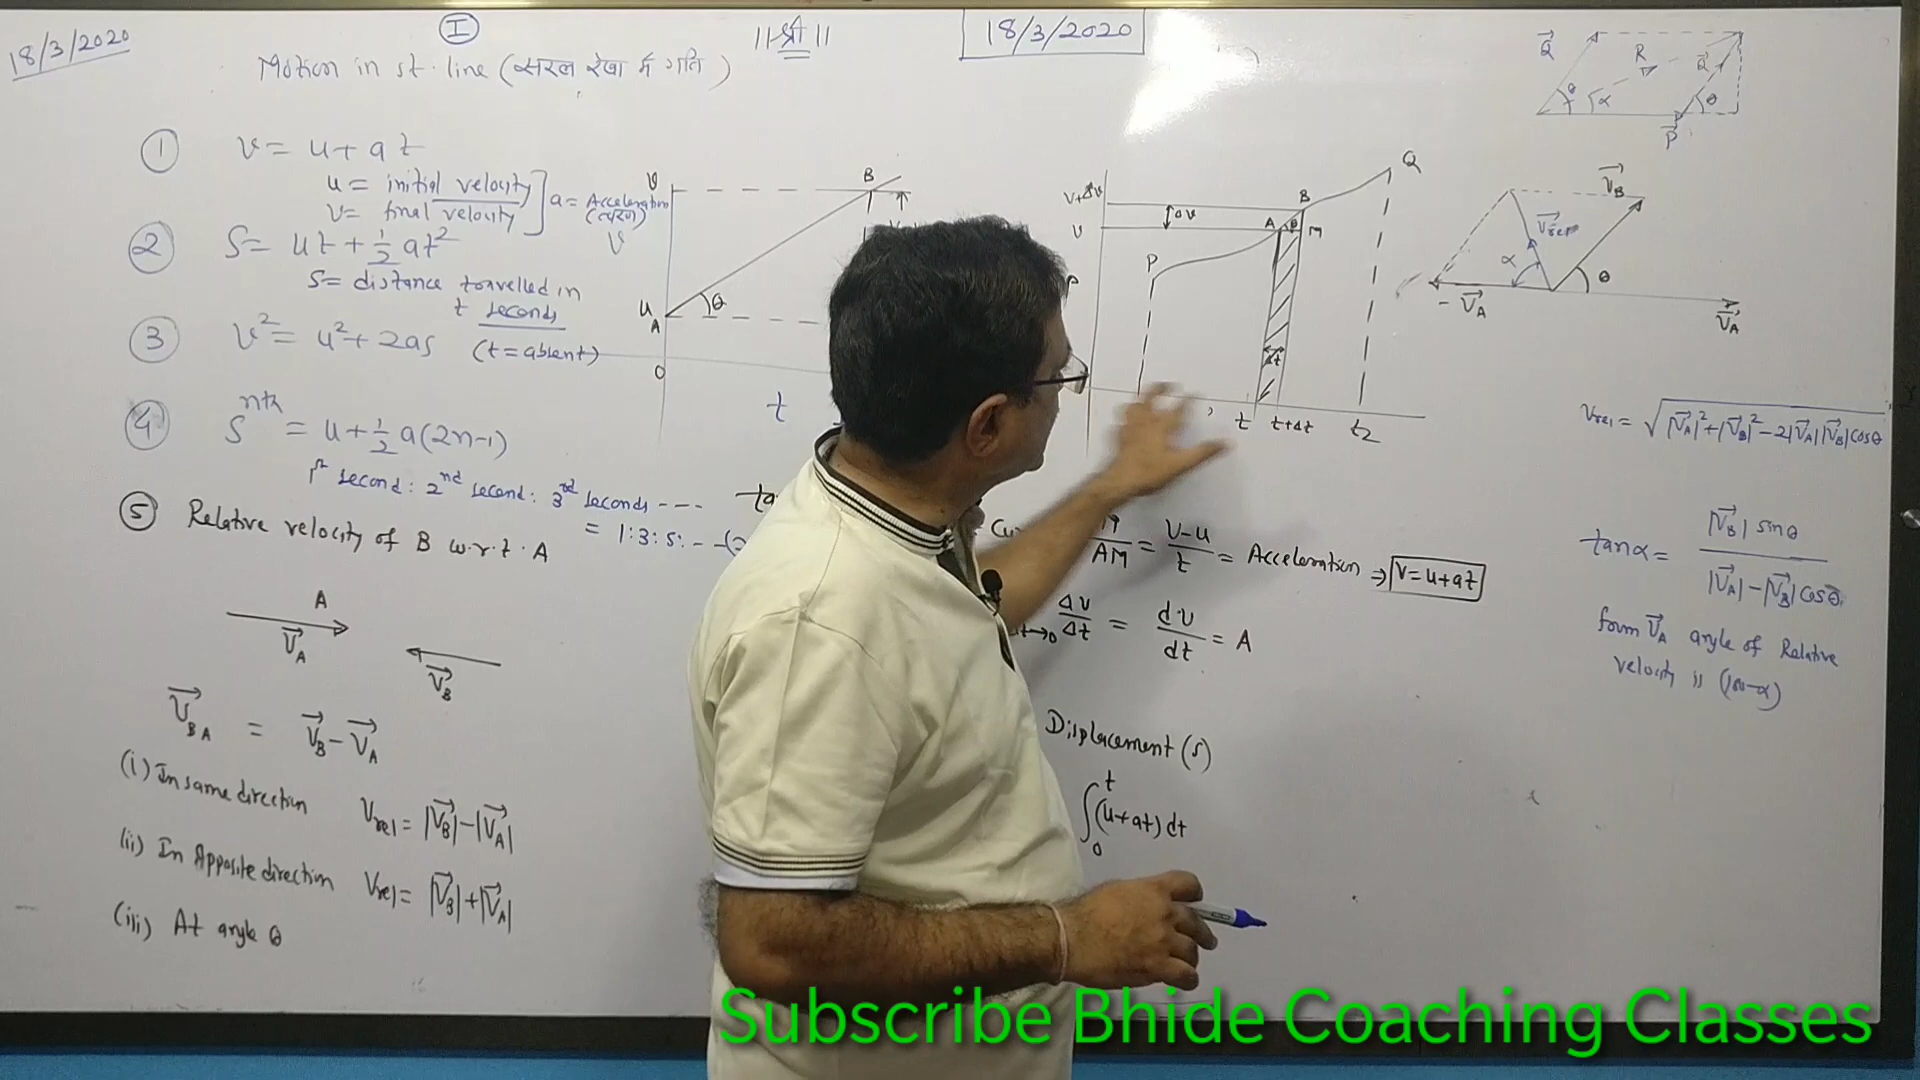 18/3/2020
I
॥श्री॥
18/3/2020
Motion in st. line (सरल रेखा में गति)
① v = u + at
u = initial velocity
v = final velocity
a = Acceleration
(त्वरण)
② S = ut + 1/2 at²
S = distance travelled in
t seconds
③ v² = u² + 2as (t = absent)
④ S^nth = u + 1/2 a(2n-1)
1st second : 2nd second : 3rd seconds ---
= 1:3:5: - -
⑤ Relative velocity of B w.r.t. A
A
V⃗A
V⃗B
V⃗BA = V⃗B - V⃗A
(i) In same direction Vrel = |V⃗B| - |V⃗A|
(ii) In Apposite direction Vrel = |V⃗B| + |V⃗A|
(iii) At angle θ
v
B
v
u
A
θ
0
t
v+Δv
v
Δv
P
A
θ
M
B
Q
Δt
t
t+Δt
t2
AM = v-u/t = Acceleration ⇒ v = u+at
Δv/Δt = dv/dt = A
Displacement (s)
∫₀ᵗ (u+at) dt
Q⃗
R
Q⃗
θ
α
θ
P⃗
V⃗B
V⃗rel
α
θ
-V⃗A
V⃗A
Vrel = √|V⃗A|² + |V⃗B|² - 2|V⃗A||V⃗B|cosθ
tanα = |V⃗B| sinθ / |V⃗A| - |V⃗B| cosθ
form V⃗A angle of Relative
velocity is (180-α)
Subscribe Bhide Coaching Classes